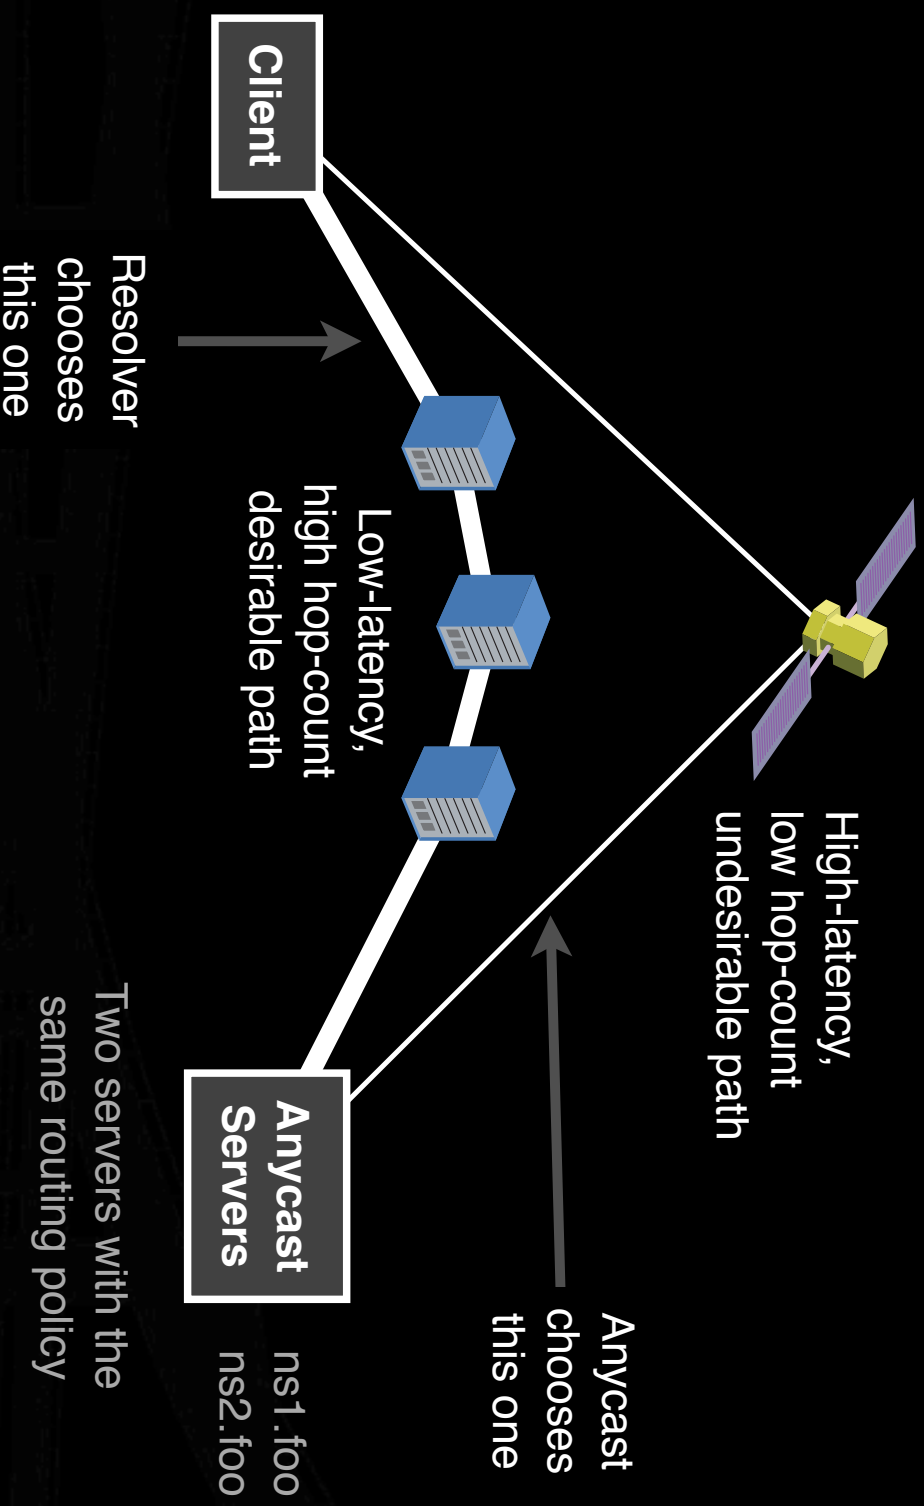 High-latency,
low hop-count
undesirable path
Anycast
chooses
this one
Low-latency,
high hop-count
desirable path
Client
Anycast
Servers
ns1.foo
ns2.foo
Resolver
chooses
this one
Two servers with the
same routing policy